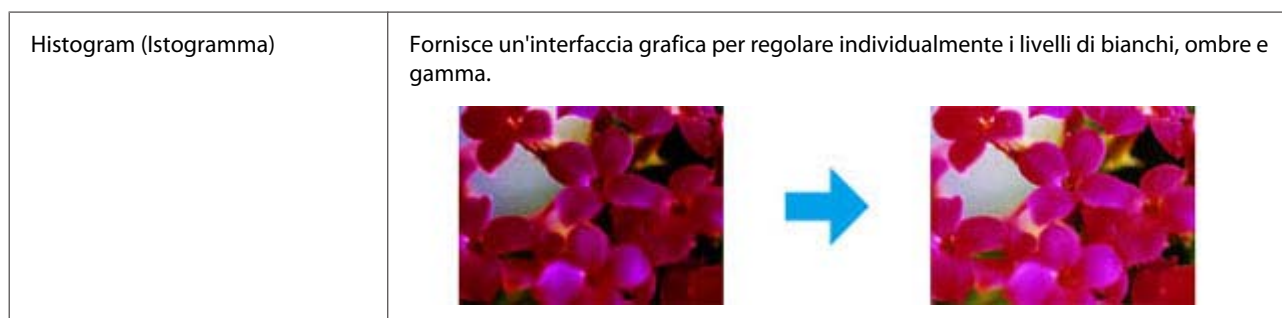 Histogram (Istogramma)
Fornisce un'interfaccia grafica per regolare individualmente i livelli di bianchi, ombre e
gamma.